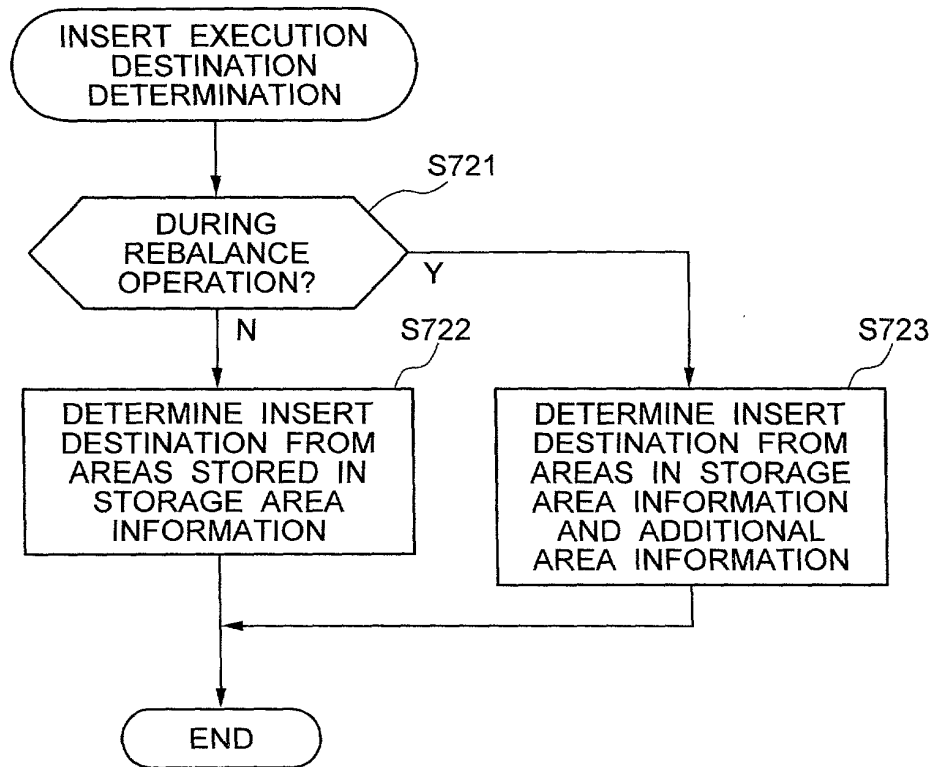 INSERT EXECUTION
DESTINATION
DETERMINATION
S721
DURING
REBALANCE
OPERATION?
Y
N
S722
S723
DETERMINE INSERT
DESTINATION FROM
AREAS STORED IN
STORAGE AREA
INFORMATION
DETERMINE INSERT
DESTINATION FROM
AREAS IN STORAGE
AREA INFORMATION
AND ADDITIONAL
AREA INFORMATION
END